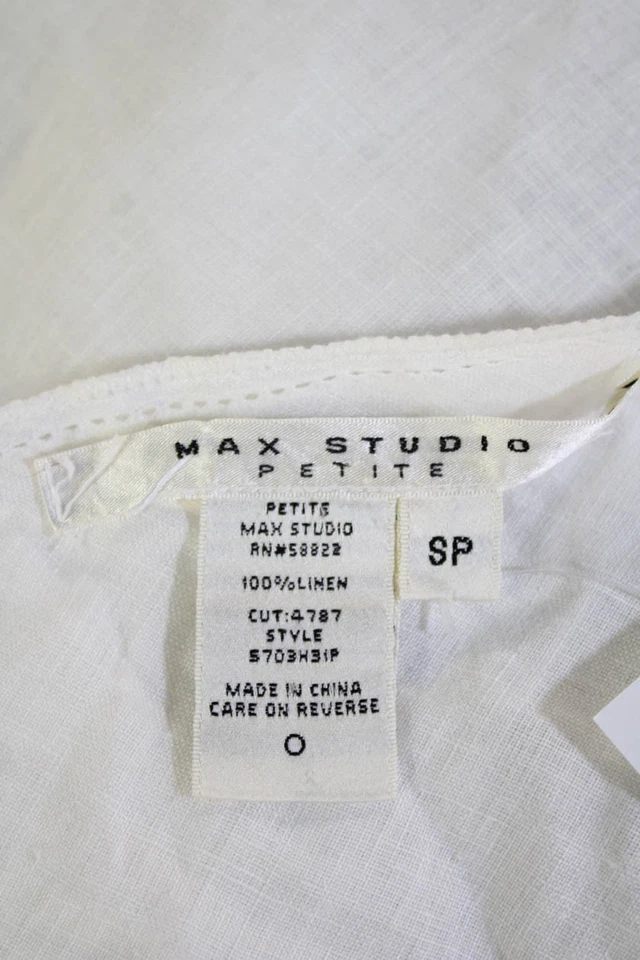 MAX STUDIO
PETITE
PETITE
MAX STUDIO
RN#58822
100%LINEN
CUT:4787
STYLE
5703H31P
MADE IN CHINA
CARE ON REVERSE
O
SP